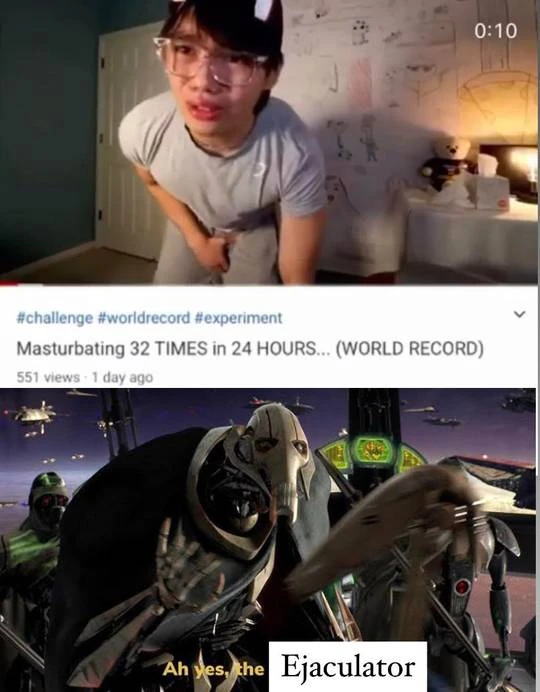 0:10
#challenge #worldrecord #experiment
Masturbating 32 TIMES in 24 HOURS... (WORLD RECORD)
551 views · 1 day ago
Ah yes, the Ejaculator